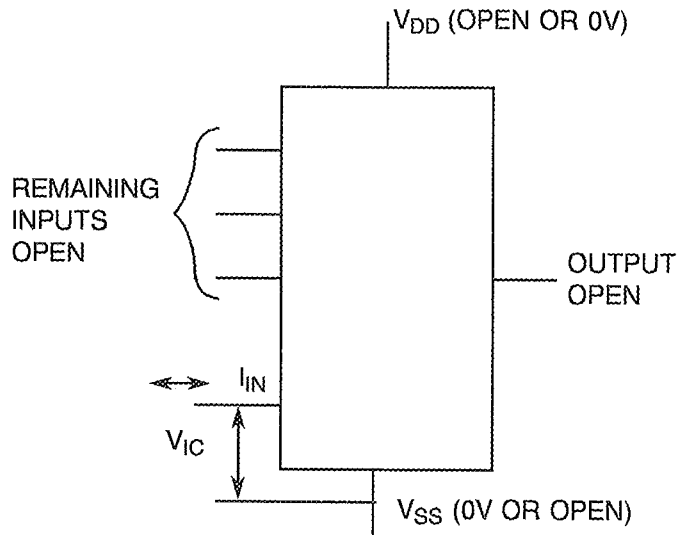 VDD (OPEN OR 0V)
REMAINING
INPUTS
OPEN
OUTPUT
OPEN
IIN
VIC
VSS (0V OR OPEN)